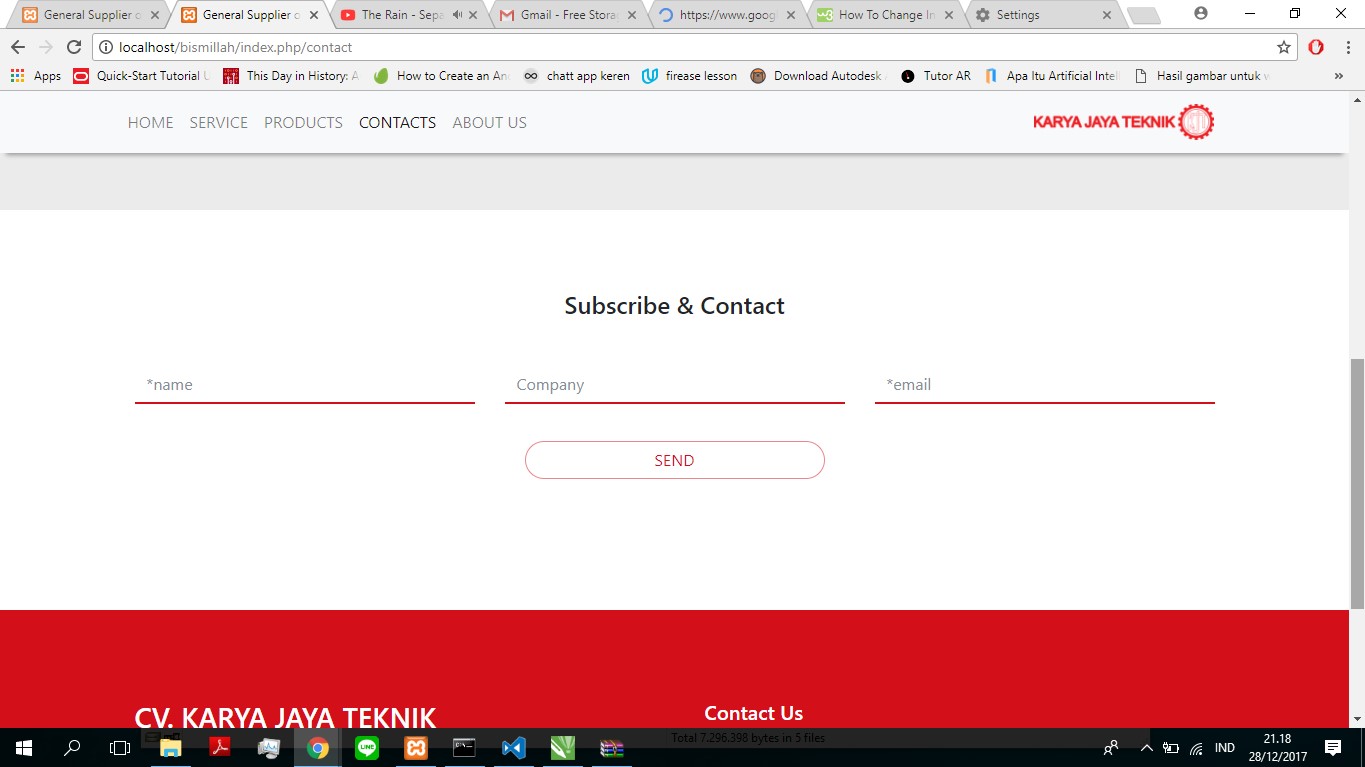 General Supplier o
General Supplier o
The Rain - Sepa
Gmail - Free Stora
https://www.googl
How To Change In
Settings
localhost/bismillah/index.php/contact
Apps
Quick-Start Tutorial U
This Day in History: A
How to Create an An
chatt app keren
firease lesson
Download Autodesk
Tutor AR
Apa Itu Artificial Intel
Hasil gambar untuk w
»
HOME SERVICE PRODUCTS CONTACTS ABOUT US
KARYA JAYA TEKNIK
Subscribe & Contact
*name
Company
*email
SEND
CV. KARYA JAYA TEKNIK
Contact Us
Total 7.296.398 bytes in 5 files
IND
21.18
28/12/2017